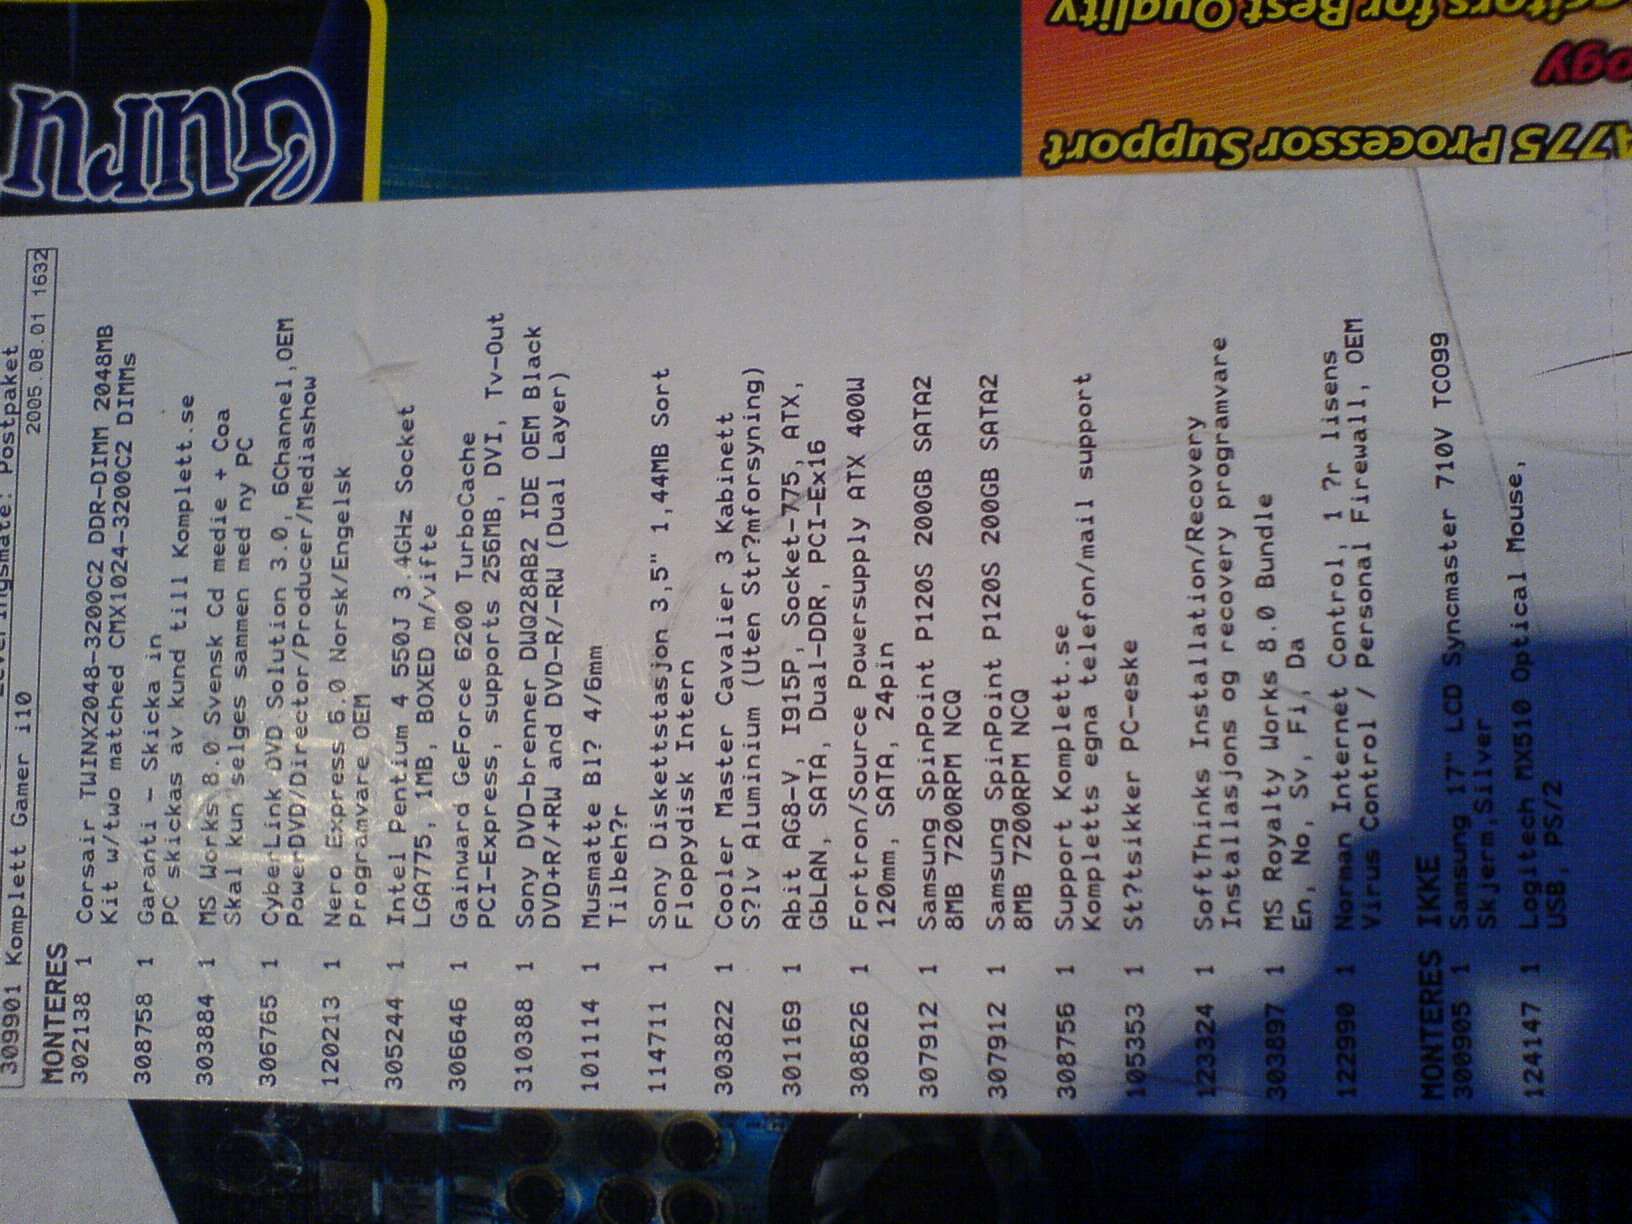 Leveringsmåte: Postpaket
2005 08.01 1632
309901 Komplett Gamer i10
MONTERES
302138 1 Corsair TWINX2048-3200C2 DDR-DIMM 2048MB
Kit w/two matched CMX1024-3200C2 DIMMs
308758 1 Garanti - Skicka in
PC skickas av kund till Komplett.se
303884 1 MS Works 8.0 Svensk Cd medie + Coa
Skal kun selges sammen med ny PC
306765 1 CyberLink DVD Solution 3.0, 6Channel,OEM
PowerDVD/Director/Producer/Mediashow
120213 1 Nero Express 6.0 Norsk/Engelsk
Programvare OEM
305244 1 Intel Pentium 4 550J 3.4GHz Socket
LGA775, 1MB, BOXED m/vifte
306646 1 Gainward GeForce 6200 TurboCache
PCI-Express, supports 256MB, DVI, Tv-Out
310388 1 Sony DVD-brenner DWQ28AB2 IDE OEM Black
DVD+R/+RW and DVD-R/-RW (Dual Layer)
101114 1 Musmatte Bl? 4/6mm
Tilbeh?r
114711 1 Sony Diskettstasjon 3,5" 1,44MB Sort
Floppydisk Intern
303822 1 Cooler Master Cavalier 3 Kabinett
S?lv Aluminium (Uten Str?mforsyning)
301169 1 Abit AG8-V, I915P, Socket-775, ATX,
GbLAN, SATA, Dual-DDR, PCI-Ex16
308626 1 Fortron/Source Powersupply ATX 400W
120mm, SATA, 24pin
307912 1 Samsung SpinPoint P120S 200GB SATA2
8MB 7200RPM NCQ
307912 1 Samsung SpinPoint P120S 200GB SATA2
8MB 7200RPM NCQ
308756 1 Support Komplett.se
Kompletts egna telefon/mail support
105353 1 St?tsikker PC-eske
123324 1 SoftThinks Installation/Recovery
Installasjons og recovery programvare
303897 1 MS Royalty Works 8.0 Bundle
En, No, Sv, Fi, Da
122990 1 Norman Internet Control, 1 ?r lisens
Virus Control / Personal Firewall, OEM
MONTERES IKKE
300905 1 Samsung 17" LCD Syncmaster 710V TCO99
Skjerm,Silver
124147 1 Logitech MX510 Optical Mouse,
USB, PS/2
Guru
A775 Processor Support
ogy
acitors for Best Quality